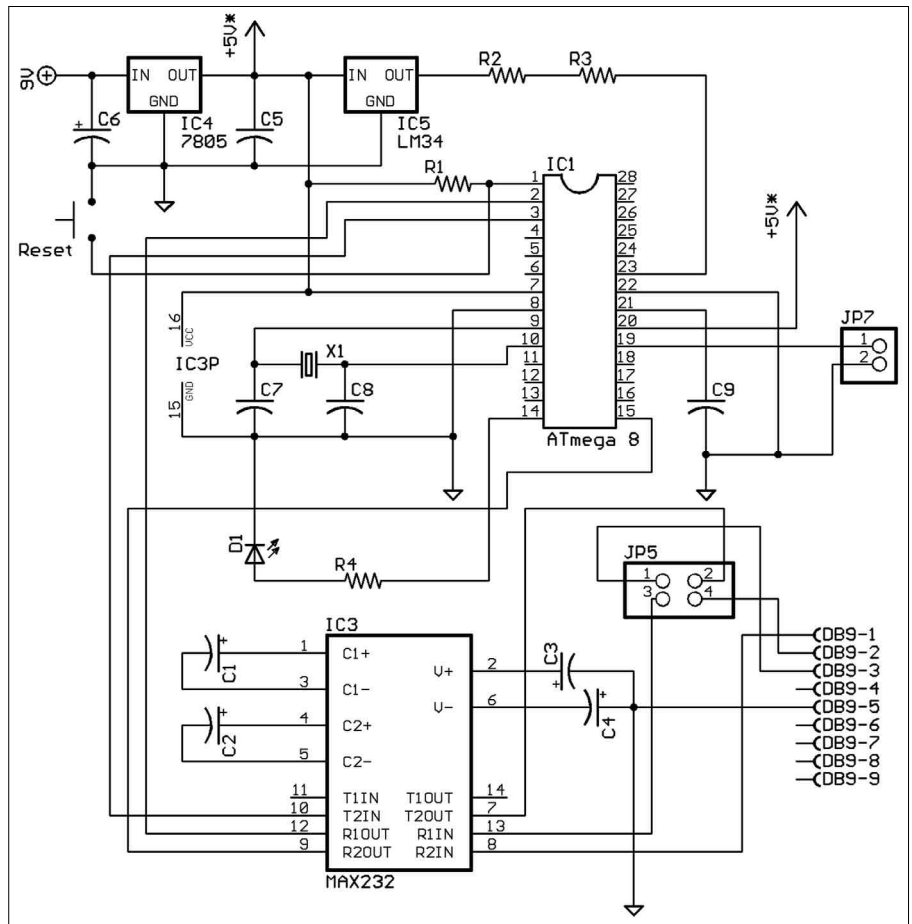 +5V*
9V
IN OUT
GND
IC4
7805
C6
C5
IN OUT
GND
IC5
LM34
R2
R3
R1
IC1
1
2
3
4
5
6
7
8
9
10
11
12
13
14
28
27
26
25
24
23
22
21
20
19
18
17
16
15
ATmega 8
Reset
+5V*
JP7
1
2
16
VCC
IC3P
GND
15
X1
C7
C8
C9
D1
R4
JP5
1
2
3
4
IC3
1 C1+
3 C1-
4 C2+
5 C2-
11 T1IN
10 T2IN
12 R1OUT
9 R2OUT
V+ 2
V- 6
T1OUT 14
T2OUT 7
R1IN 13
R2IN 8
MAX232
C1
+
C2
+
C3
+
C4
+
DB9-1
DB9-2
DB9-3
DB9-4
DB9-5
DB9-6
DB9-7
DB9-8
DB9-9